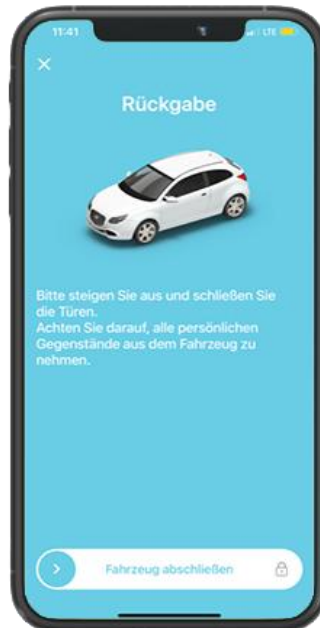 11:41
LTE
Rückgabe
Bitte steigen Sie aus und schließen Sie
die Türen.
Achten Sie darauf, alle persönlichen
Gegenstände aus dem Fahrzeug zu
nehmen.
Fahrzeug abschließen